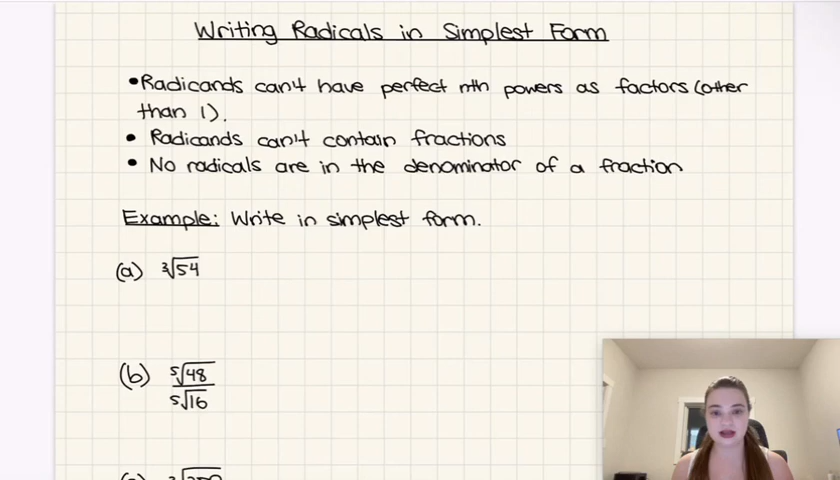 Writing Radicals in Simplest Form
• Radicands can't have perfect nth powers as factors (other
than 1).
• Radicands can't contain fractions
• No radicals are in the denominator of a fraction
Example: Write in simplest form.
(a) ³√54
(b) ⁵√48
⁵√16